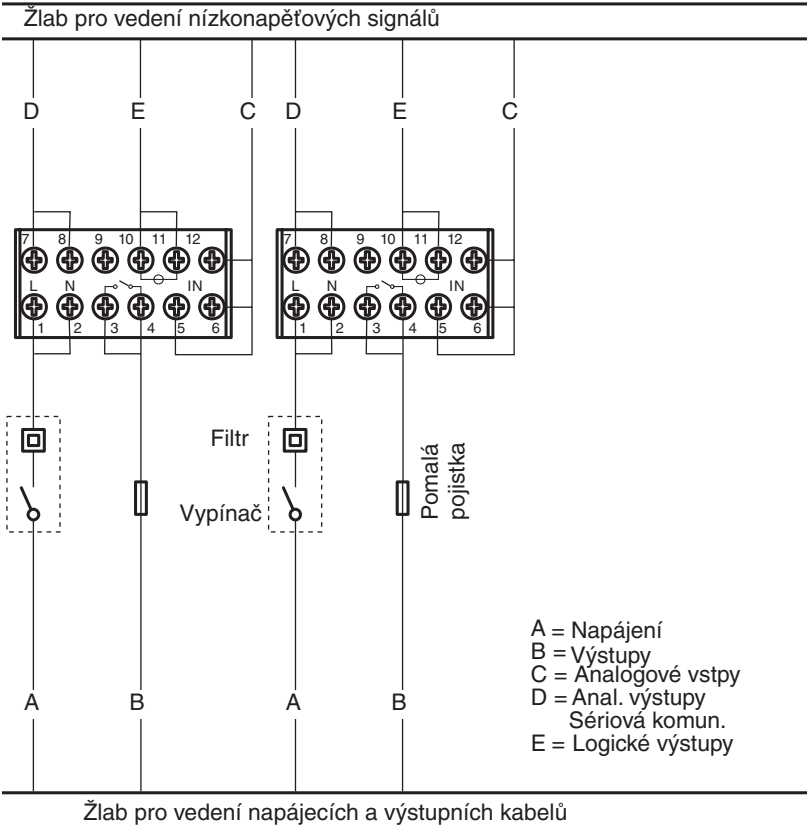 Žlab pro vedení nízkonapěťových signálů
D E C D E C
7 8 9 10 11 12 7 8 9 10 11 12
L N IN L N IN
1 2 3 4 5 6 1 2 3 4 5 6
Filtr
Vypínač
Pomalá
pojistka
A = Napájení
B = Výstupy
C = Analogové vstpy
D = Anal. výstupy
Sériová komun.
E = Logické výstupy
A B A B
Žlab pro vedení napájecích a výstupních kabelů